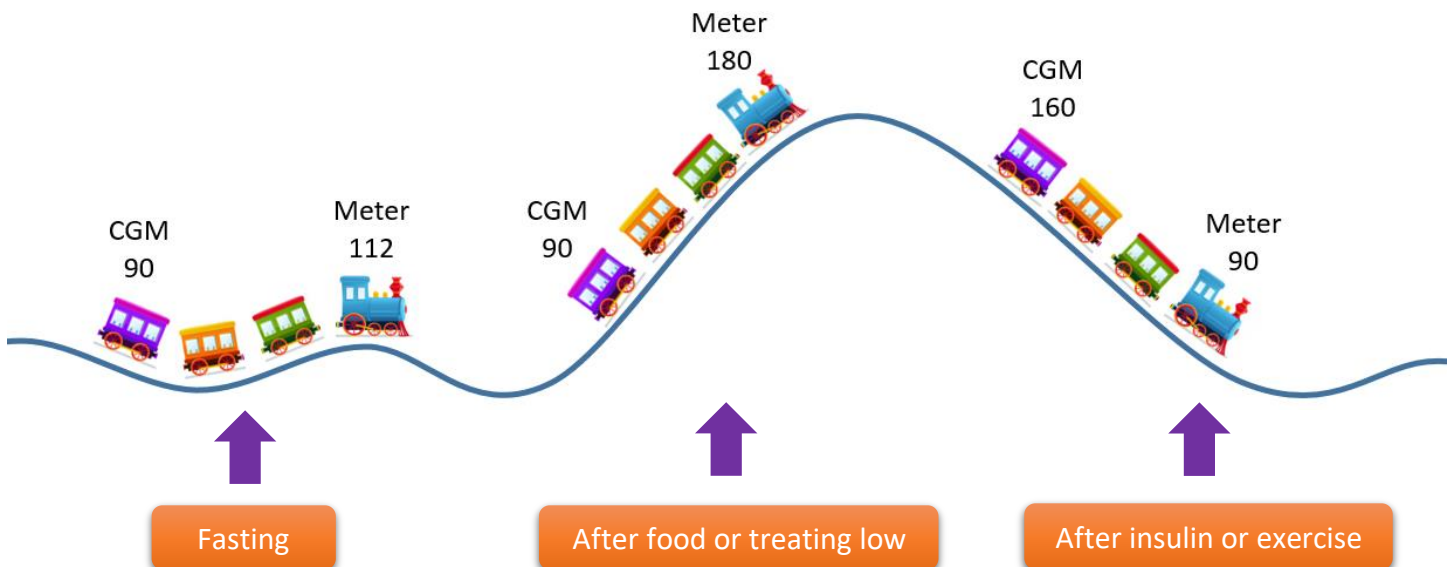 CGM
90
Meter
112
CGM
90
Meter
180
CGM
160
Meter
90
Fasting
After food or treating low
After insulin or exercise